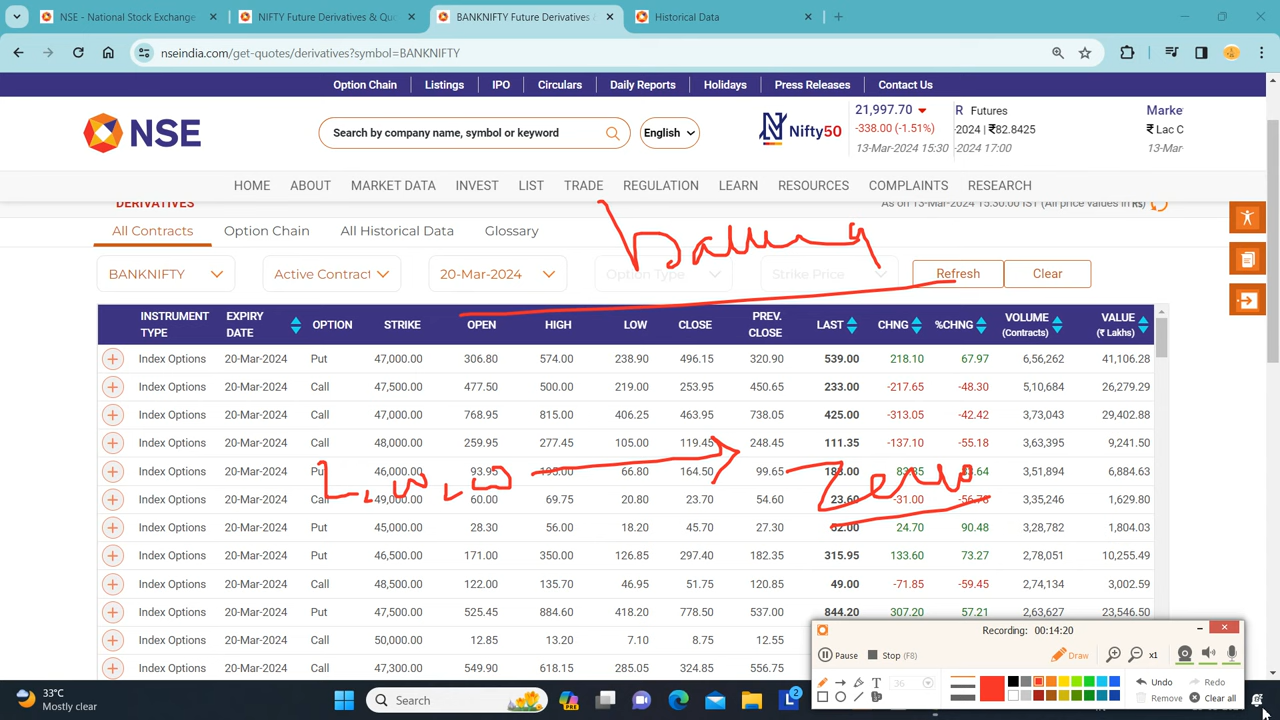 NSE - National Stock Exchange
NIFTY Future Derivatives & Qu
BANKNIFTY Future Derivatives &
Historical Data
nseindia.com/get-quotes/derivatives?symbol=BANKNIFTY
Option Chain Listings IPO Circulars Daily Reports Holidays Press Releases Contact Us
NSE
Search by company name, symbol or keyword
English
Nifty50
21,997.70
-338.00 (-1.51%)
13-Mar-2024 15:30
R Futures
2024 | ₹82.8425
-2024 17:00
Marke
₹ Lac C
13-Mar-
HOME ABOUT MARKET DATA INVEST LIST TRADE REGULATION LEARN RESOURCES COMPLAINTS RESEARCH
DERIVATIVES
As on 13-Mar-2024 15:30:00 IST (All price values in Rs)
All Contracts Option Chain All Historical Data Glossary
BANKNIFTY Active Contract 20-Mar-2024 Option Type Strike Price Refresh Clear
INSTRUMENT TYPE EXPIRY DATE OPTION STRIKE OPEN HIGH LOW CLOSE PREV. CLOSE LAST CHNG %CHNG VOLUME (Contracts) VALUE (₹ Lakhs)
Index Options 20-Mar-2024 Put 47,000.00 306.80 574.00 238.90 496.15 320.90 539.00 218.10 67.97 6,56,262 41,106.28
Index Options 20-Mar-2024 Call 47,500.00 477.50 500.00 219.00 253.95 450.65 233.00 -217.65 -48.30 5,10,684 26,279.29
Index Options 20-Mar-2024 Call 47,000.00 768.95 815.00 406.25 463.95 738.05 425.00 -313.05 -42.42 3,73,043 29,402.88
Index Options 20-Mar-2024 Call 48,000.00 259.95 277.45 105.00 119.45 248.45 111.35 -137.10 -55.18 3,63,395 9,241.50
Index Options 20-Mar-2024 Put 46,000.00 93.95 195.00 66.80 164.50 99.65 3,51,894 6,884.63
Zero
Index Options 20-Mar-2024 Call 49,000.00 60.00 69.75 20.80 23.70 54.60 23.60 -31.00 3,35,246 1,629.80
Index Options 20-Mar-2024 Put 45,000.00 28.30 56.00 18.20 45.70 27.30 52.00 24.70 90.48 3,28,782 1,804.03
Index Options 20-Mar-2024 Put 46,500.00 171.00 350.00 126.85 297.40 182.35 315.95 133.60 73.27 2,78,051 10,255.49
Index Options 20-Mar-2024 Call 48,500.00 122.00 135.70 46.95 51.75 120.85 49.00 -71.85 -59.45 2,74,134 3,002.59
Index Options 20-Mar-2024 Put 47,500.00 525.45 884.60 418.20 778.50 537.00 844.20 307.20 57.21 2,63,627 23,546.50
Index Options 20-Mar-2024 Call 50,000.00 12.85 13.20 7.10 8.75 12.55
Index Options 20-Mar-2024 Call 47,300.00 549.90 618.15 285.05 324.85 556.75
Recording: 00:14:20
Pause Stop (F8) Draw x1
T 36 Undo Redo
Remove Clear all
33°C
Mostly clear
Search
2